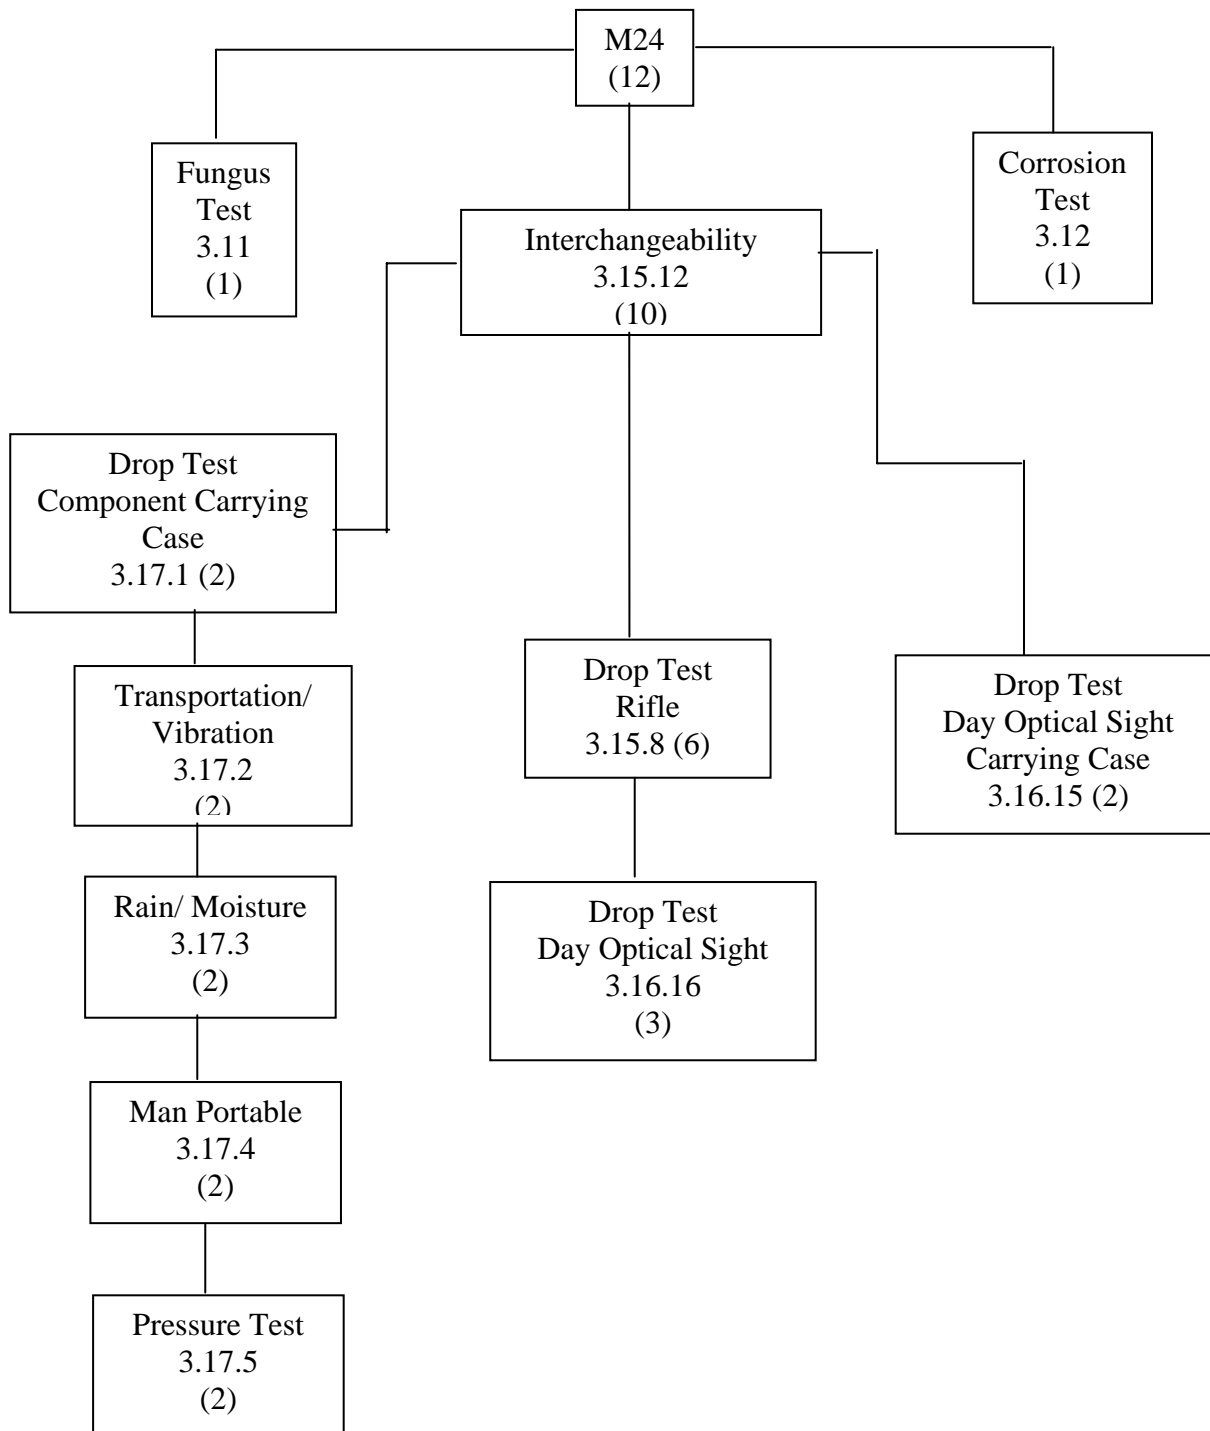 M24
(12)
Fungus
Test
3.11
(1)
Interchangeability
3.15.12
(10)
Corrosion
Test
3.12
(1)
Drop Test
Component Carrying
Case
3.17.1 (2)
Transportation/
Vibration
3.17.2
(2)
Rain/ Moisture
3.17.3
(2)
Man Portable
3.17.4
(2)
Pressure Test
3.17.5
(2)
Drop Test
Rifle
3.15.8 (6)
Drop Test
Day Optical Sight
3.16.16
(3)
Drop Test
Day Optical Sight
Carrying Case
3.16.15 (2)